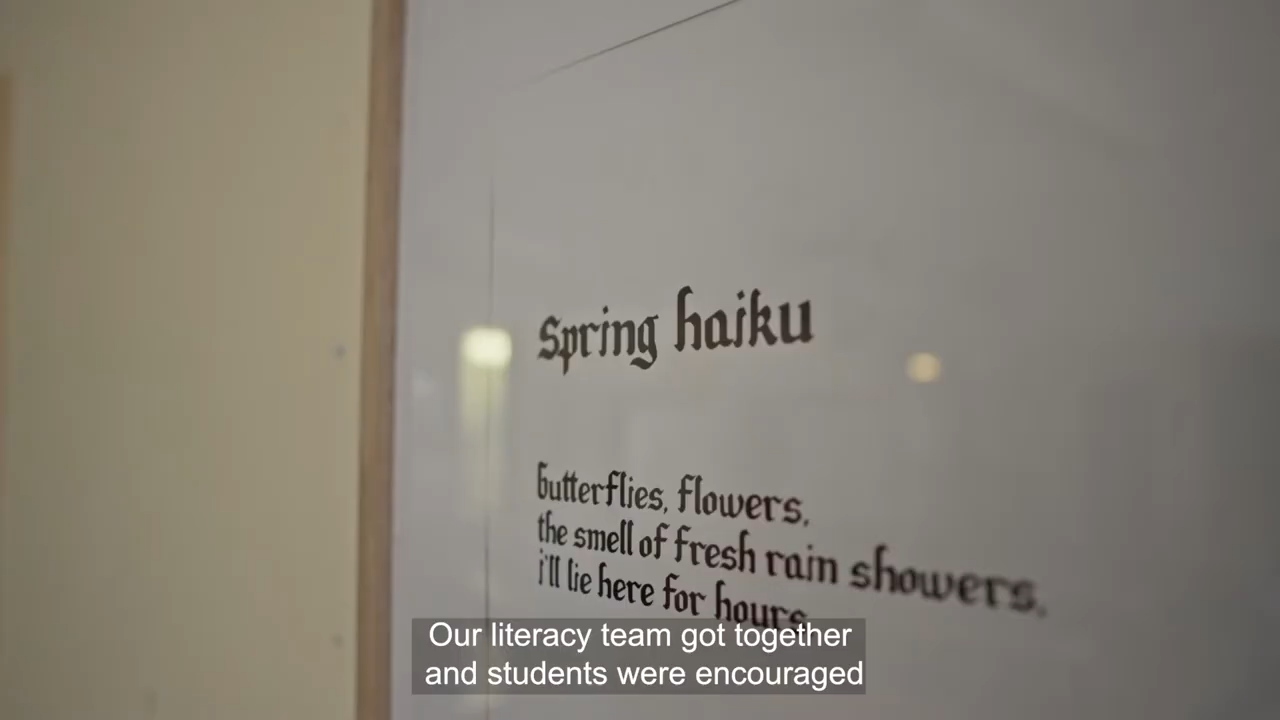 spring haiku
butterflies, flowers,
the smell of fresh rain showers,
i'll lie here for hours
Our literacy team got together
and students were encouraged